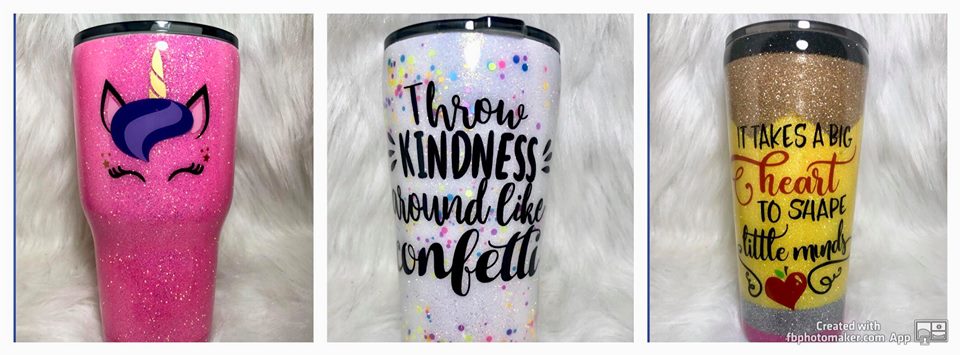 Throw
KINDNESS
around like
confetti
IT TAKES A BIG
heart
TO SHAPE
little minds
Created with
fbphotomaker.com App